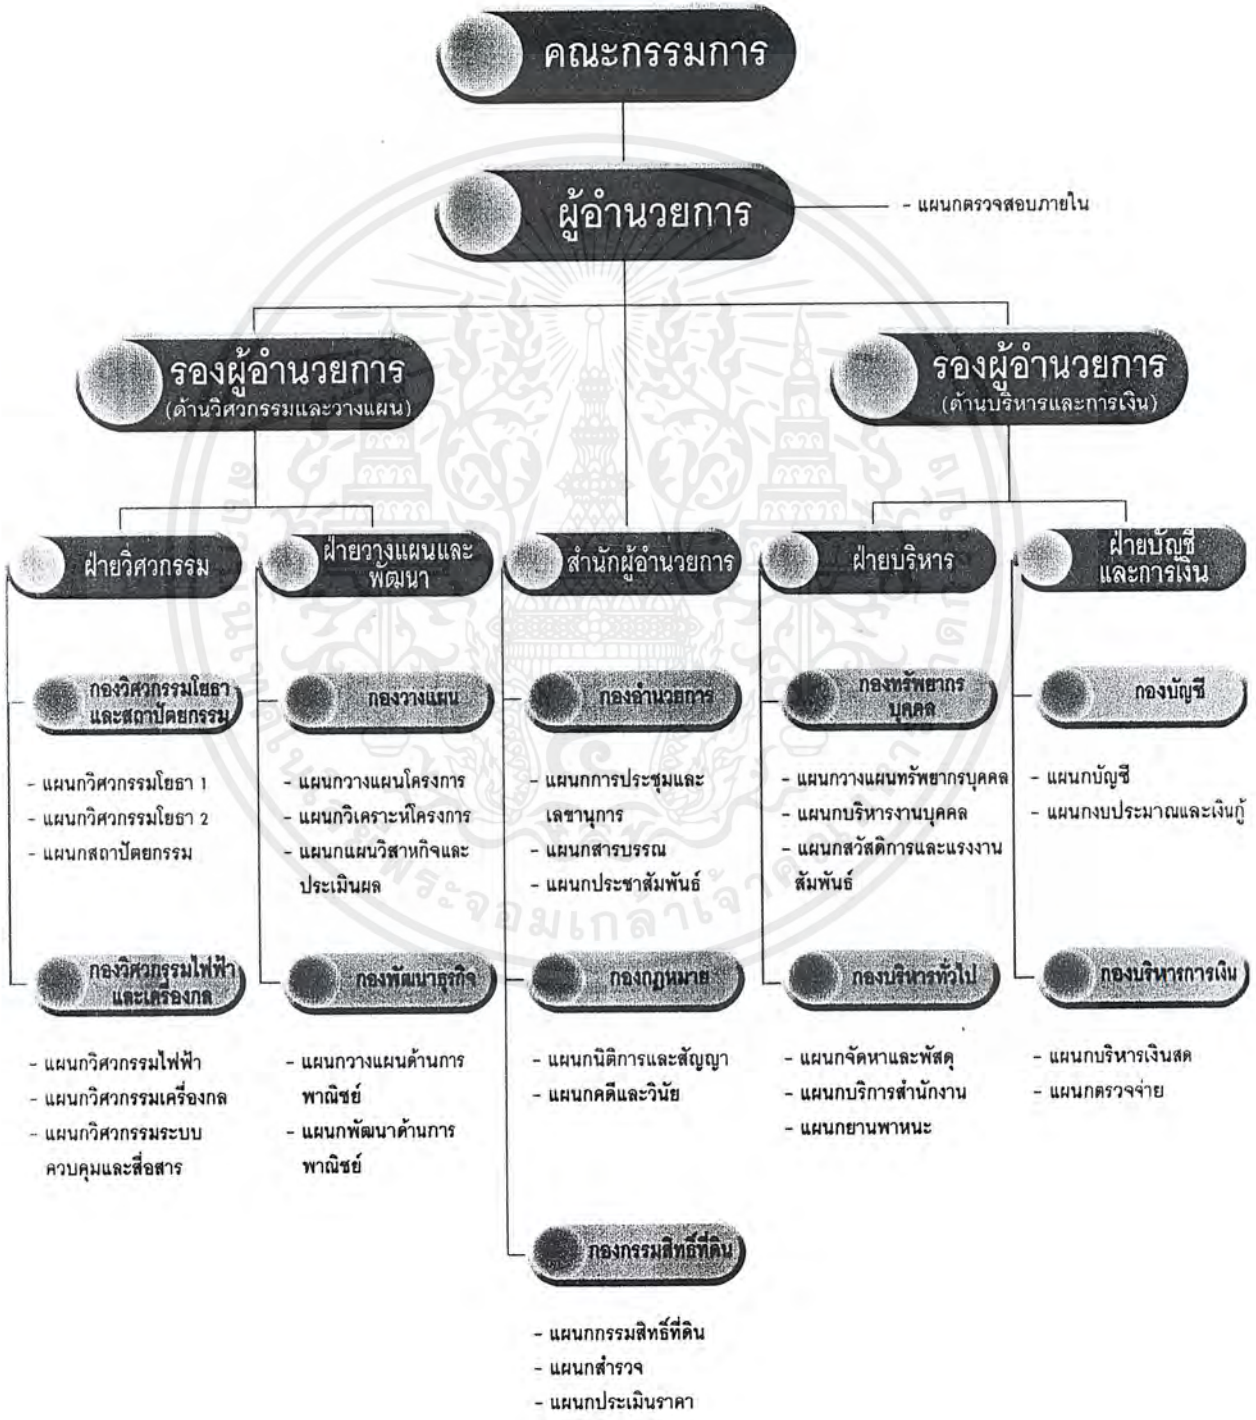 คณะกรรมการ
ผู้อำนวยการ
- แผนกตรวจสอบภายใน
รองผู้อำนวยการ
(ด้านวิศวกรรมและวางแผน)
รองผู้อำนวยการ
(ด้านบริหารและการเงิน)
ฝ่ายวิศวกรรม
ฝ่ายวางแผนและ
พัฒนา
สำนักผู้อำนวยการ
ฝ่ายบริหาร
ฝ่ายบัญชี
และการเงิน
กองวิศวกรรมโยธา
และสถาปัตยกรรม
- แผนกวิศวกรรมโยธา 1
- แผนกวิศวกรรมโยธา 2
- แผนกสถาปัตยกรรม
กองวางแผน
- แผนกวางแผนโครงการ
- แผนกวิเคราะห์โครงการ
- แผนกแผนวิสาหกิจและ
ประเมินผล
กองอำนวยการ
- แผนกการประชุมและ
เลขานุการ
- แผนกสารบรรณ
- แผนกประชาสัมพันธ์
กองทรัพยากร
บุคคล
- แผนกวางแผนทรัพยากรบุคคล
- แผนกบริหารงานบุคคล
- แผนกสวัสดิการและแรงงาน
สัมพันธ์
กองบัญชี
- แผนกบัญชี
- แผนกงบประมาณและเงินกู้
กองวิศวกรรมไฟฟ้า
และเครื่องกล
- แผนกวิศวกรรมไฟฟ้า
- แผนกวิศวกรรมเครื่องกล
- แผนกวิศวกรรมระบบ
ควบคุมและสื่อสาร
กองพัฒนาธุรกิจ
- แผนกวางแผนด้านการ
พาณิชย์
- แผนกพัฒนาด้านการ
พาณิชย์
กองกฎหมาย
- แผนกนิติการและสัญญา
- แผนกคดีและวินัย
กองบริหารทั่วไป
- แผนกจัดหาและพัสดุ
- แผนกบริการสำนักงาน
- แผนกยานพาหนะ
กองบริหารการเงิน
- แผนกบริหารเงินสด
- แผนกตรวจจ่าย
กองกรรมสิทธิ์ที่ดิน
- แผนกกรรมสิทธิ์ที่ดิน
- แผนกสำรวจ
- แผนกประเมินราคา